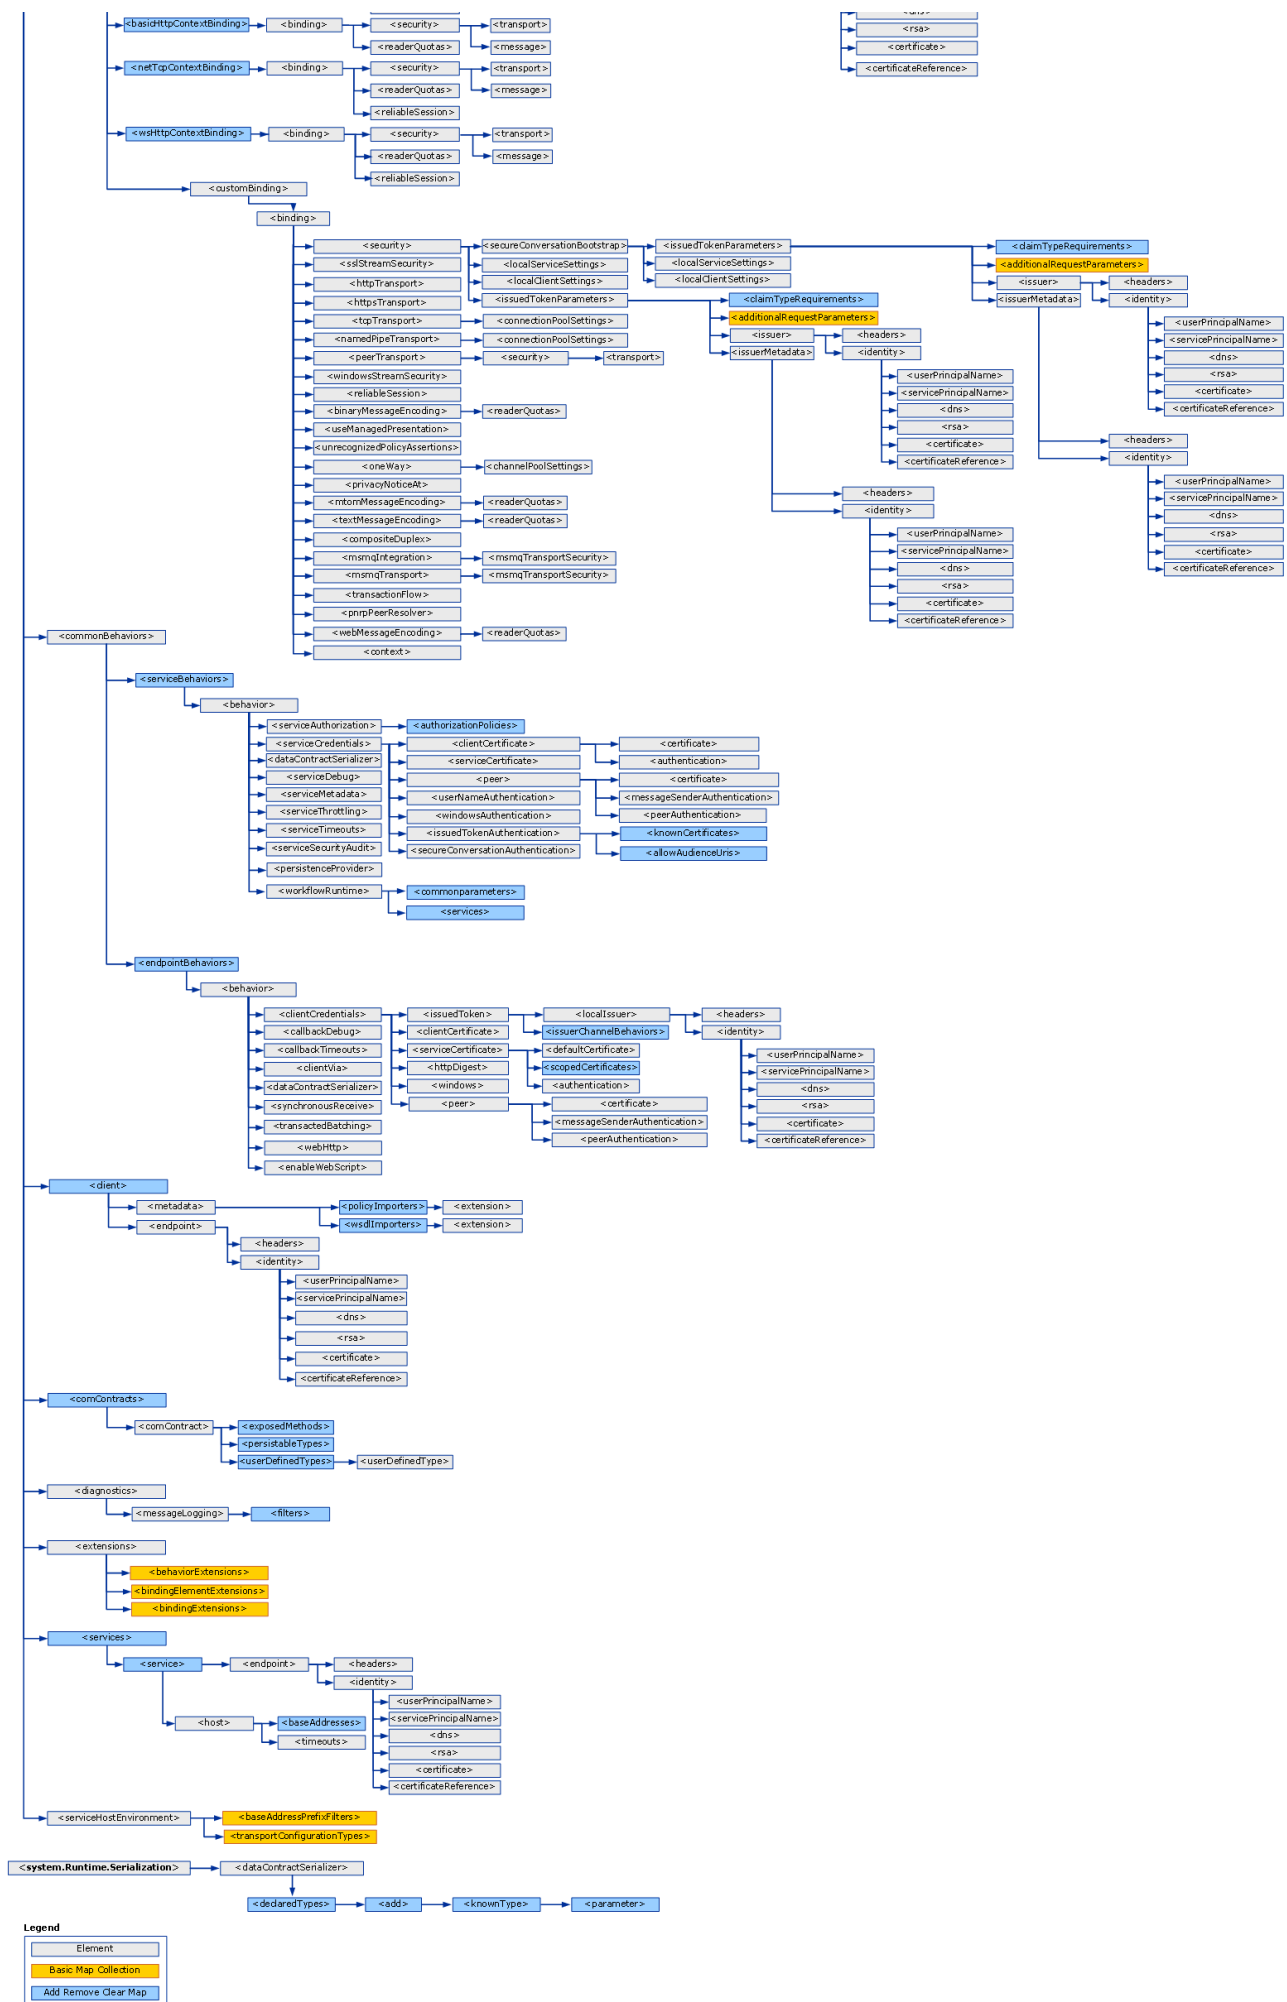 <basicHttpContextBinding> <binding> <security> <transport>
<readerQuotas> <message>
<rsa>
<certificate>
<certificateReference>
<netTcpContextBinding> <binding> <security> <transport>
<readerQuotas> <message>
<reliableSession>
<wsHttpContextBinding> <binding> <security> <transport>
<readerQuotas> <message>
<reliableSession>
<customBinding>
<binding>
<security> <secureConversationBootstrap> <issuedTokenParameters> <claimTypeRequirements>
<sslStreamSecurity> <localServiceSettings> <localServiceSettings> <additionalRequestParameters>
<httpTransport> <localClientSettings> <localClientSettings> <issuer> <headers>
<httpsTransport> <issuedTokenParameters> <claimTypeRequirements> <issuerMetadata> <identity>
<tcpTransport> <connectionPoolSettings> <additionalRequestParameters> <userPrincipalName>
<namedPipeTransport> <connectionPoolSettings> <issuer> <headers> <servicePrincipalName>
<peerTransport> <security> <transport> <issuerMetadata> <identity> <dns>
<windowsStreamSecurity> <userPrincipalName> <rsa>
<reliableSession> <servicePrincipalName> <certificate>
<binaryMessageEncoding> <readerQuotas> <dns> <certificateReference>
<useManagedPresentation> <rsa>
<unrecognizedPolicyAssertions> <certificate> <headers>
<oneWay> <channelPoolSettings> <certificateReference> <identity>
<privacyNoticeAt> <headers> <userPrincipalName>
<mtomMessageEncoding> <readerQuotas> <identity> <servicePrincipalName>
<textMessageEncoding> <readerQuotas> <dns>
<compositeDuplex> <userPrincipalName> <rsa>
<msmqIntegration> <msmqTransportSecurity> <servicePrincipalName> <certificate>
<msmqTransport> <msmqTransportSecurity> <dns> <certificateReference>
<transactionFlow> <rsa>
<pnrpPeerResolver> <certificate>
<webMessageEncoding> <readerQuotas> <certificateReference>
<context>
<commonBehaviors>
<serviceBehaviors>
<behavior>
<serviceAuthorization> <authorizationPolicies>
<serviceCredentials> <clientCertificate> <certificate>
<dataContractSerializer> <serviceCertificate> <authentication>
<serviceDebug> <peer> <certificate>
<serviceMetadata> <userNameAuthentication> <messageSenderAuthentication>
<serviceThrottling> <windowsAuthentication> <peerAuthentication>
<serviceTimeouts> <issuedTokenAuthentication> <knownCertificates>
<serviceSecurityAudit> <secureConversationAuthentication> <allowAudienceUris>
<persistenceProvider>
<workflowRuntime> <commonparameters>
<services>
<endpointBehaviors>
<behavior>
<clientCredentials> <issuedToken> <localIssuer> <headers>
<callbackDebug> <clientCertificate> <issuerChannelBehaviors> <identity>
<callbackTimeouts> <serviceCertificate> <defaultCertificate> <userPrincipalName>
<clientVia> <httpDigest> <scopedCertificates> <servicePrincipalName>
<dataContractSerializer> <windows> <authentication> <dns>
<synchronousReceive> <peer> <certificate> <rsa>
<transactedBatching> <messageSenderAuthentication> <certificate>
<webHttp> <peerAuthentication> <certificateReference>
<enableWebScript>
<client>
<metadata> <policyImporters> <extension>
<endpoint> <wsdlImporters> <extension>
<headers>
<identity>
<userPrincipalName>
<servicePrincipalName>
<dns>
<rsa>
<certificate>
<certificateReference>
<comContracts>
<comContract> <exposedMethods>
<persistableTypes>
<userDefinedTypes> <userDefinedType>
<diagnostics>
<messageLogging> <filters>
<extensions>
<behaviorExtensions>
<bindingElementExtensions>
<bindingExtensions>
<services>
<service> <endpoint> <headers>
<identity>
<userPrincipalName>
<servicePrincipalName>
<host> <baseAddresses>
<dns>
<timeouts>
<rsa>
<certificate>
<certificateReference>
<serviceHostEnvironment> <baseAddressPrefixFilters>
<transportConfigurationTypes>
<system.Runtime.Serialization> <dataContractSerializer>
<declaredTypes> <add> <knownType> <parameter>
Legend
Element
Basic Map Collection
Add Remove Clear Map